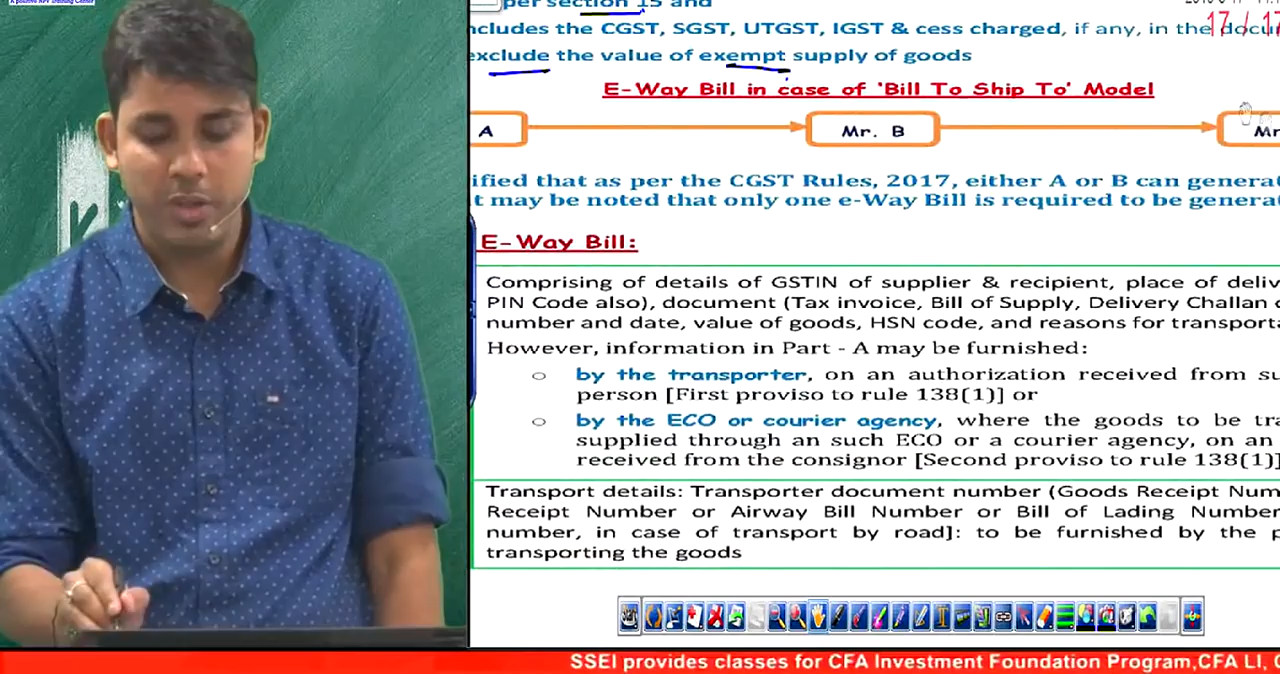 K positive KPI Training Center
per section 15 and
ncludes the CGST, SGST, UTGST, IGST & cess charged, if any, in the docu
17 / 17
exclude the value of exempt supply of goods
E-Way Bill in case of 'Bill To Ship To' Model
A
Mr. B
Mr
ified that as per the CGST Rules, 2017, either A or B can generat
t may be noted that only one e-Way Bill is required to be genera
E-Way Bill:
Comprising of details of GSTIN of supplier & recipient, place of deliv
PIN Code also), document (Tax invoice, Bill of Supply, Delivery Challan o
number and date, value of goods, HSN code, and reasons for transporta
However, information in Part - A may be furnished:
by the transporter, on an authorization received from su
person [First proviso to rule 138(1)] or
by the ECO or courier agency, where the goods to be tra
supplied through an such ECO or a courier agency, on an
received from the consignor [Second proviso to rule 138(1)]
Transport details: Transporter document number (Goods Receipt Num
Receipt Number or Airway Bill Number or Bill of Lading Number
number, in case of transport by road]: to be furnished by the p
transporting the goods
SSEI provides classes for CFA Investment Foundation Program,CFA LI, C